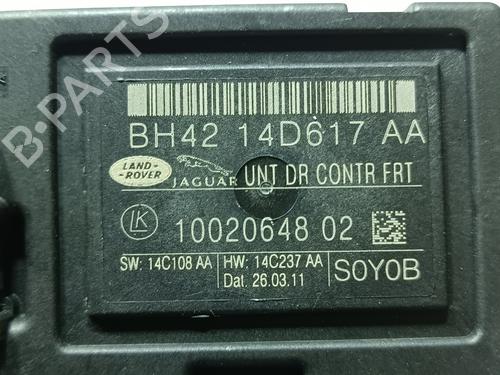 B-PARTS
BH42 14D617 AA
LAND-
ROVER
JAGUAR
UNT DR CONTR FRT
LK
10020648 02
SW: 14C108 AA
HW: 14C237 AA
Dat. 26.03.11
S0Y0B